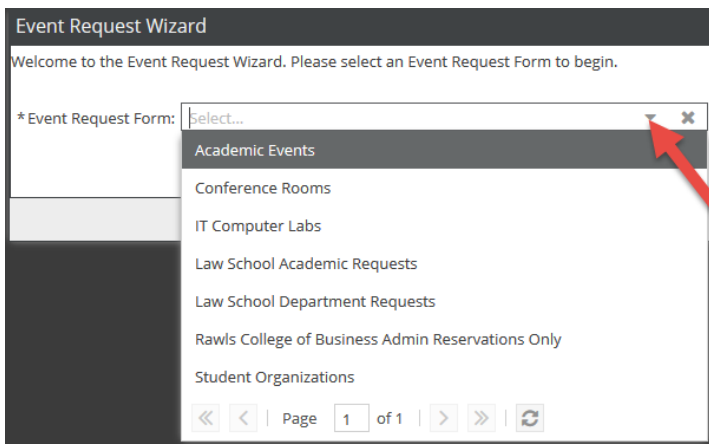 Event Request Wizard
Welcome to the Event Request Wizard. Please select an Event Request Form to begin.
* Event Request Form: Select...
Academic Events
Conference Rooms
IT Computer Labs
Law School Academic Requests
Law School Department Requests
Rawls College of Business Admin Reservations Only
Student Organizations
Page 1 of 1